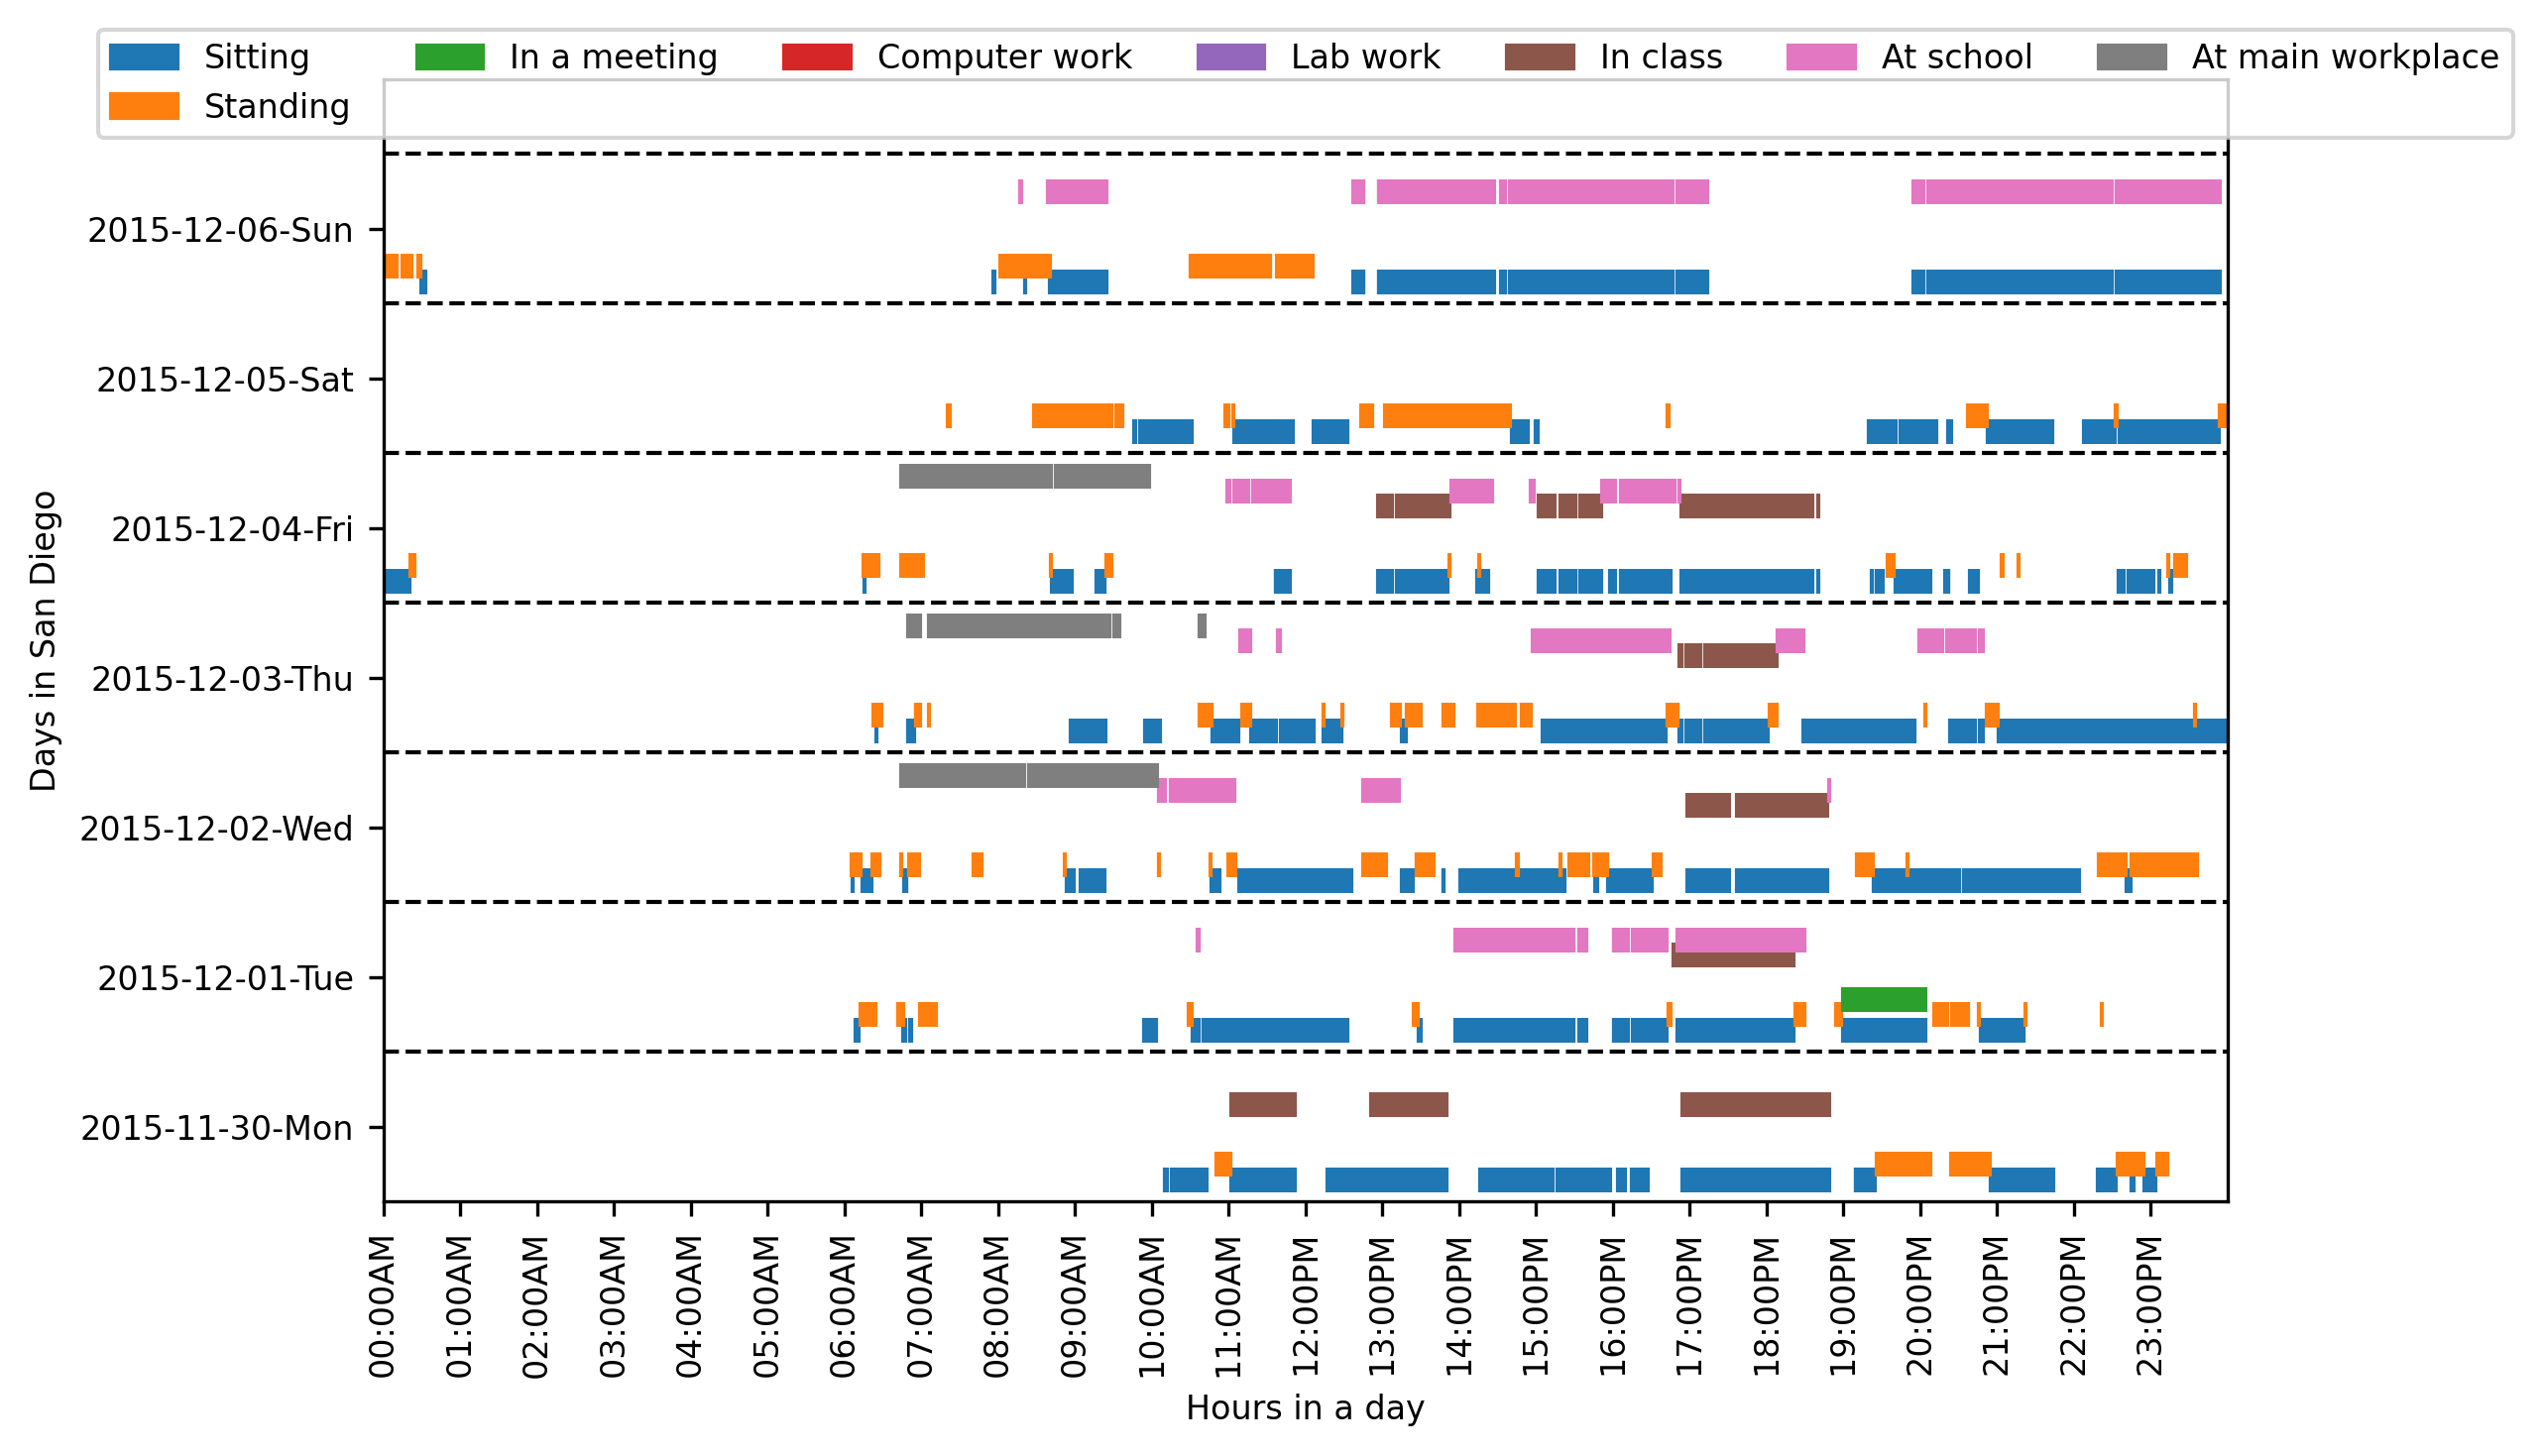 Sitting In a meeting Computer work Lab work In class At school At main workplace
Standing
Days in San Diego
2015-12-06-Sun
2015-12-05-Sat
2015-12-04-Fri
2015-12-03-Thu
2015-12-02-Wed
2015-12-01-Tue
2015-11-30-Mon
00:00AM
01:00AM
02:00AM
03:00AM
04:00AM
05:00AM
06:00AM
07:00AM
08:00AM
09:00AM
10:00AM
11:00AM
12:00PM
13:00PM
14:00PM
15:00PM
16:00PM
17:00PM
18:00PM
19:00PM
20:00PM
21:00PM
22:00PM
23:00PM
Hours in a day